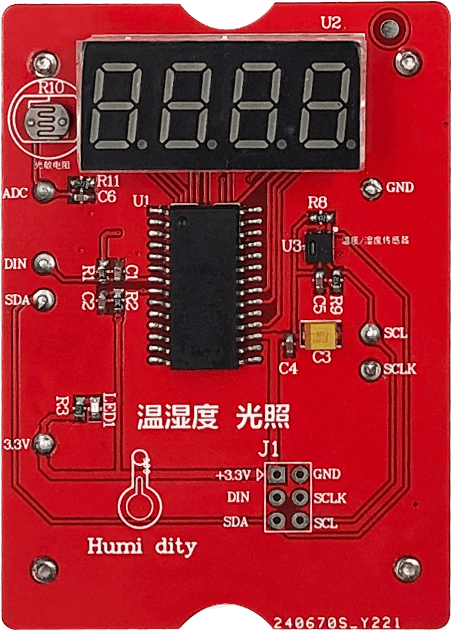 U2
R10
光敏电阻
ADC
R11
C6
U1
GND
R8
U3
温度/湿度传感器
DIN
R1
C1
SDA
C2
R2
C5
R9
SCL
C4
C3
SCLK
R3
LED1
温湿度 光照
3.3V
J1
+3.3V
GND
DIN
SCLK
SDA
SCL
Humi dity
240670S_Y221